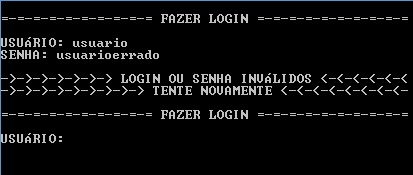 =-=-=-=-=-=-=-=-=-= FAZER LOGIN =-=-=-=-=-=-=-=-=-=
USUáRIO: usuario
SENHA: usuarioerrado
->->->->->->-> LOGIN OU SENHA INVáLIDOS <-<-<-<-<-<
->->->->->->->->-> TENTE NOVAMENTE <-<-<-<-<-<-<-<-
=-=-=-=-=-=-=-=-=-= FAZER LOGIN =-=-=-=-=-=-=-=-=-=
USUáRIO: